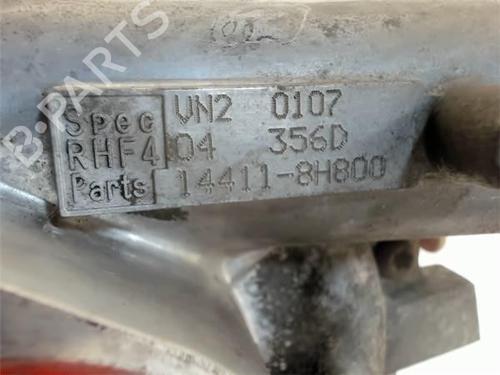 Spec VN2 0107
RHF4 04 356D
Parts 14411-8H800
B-PARTS